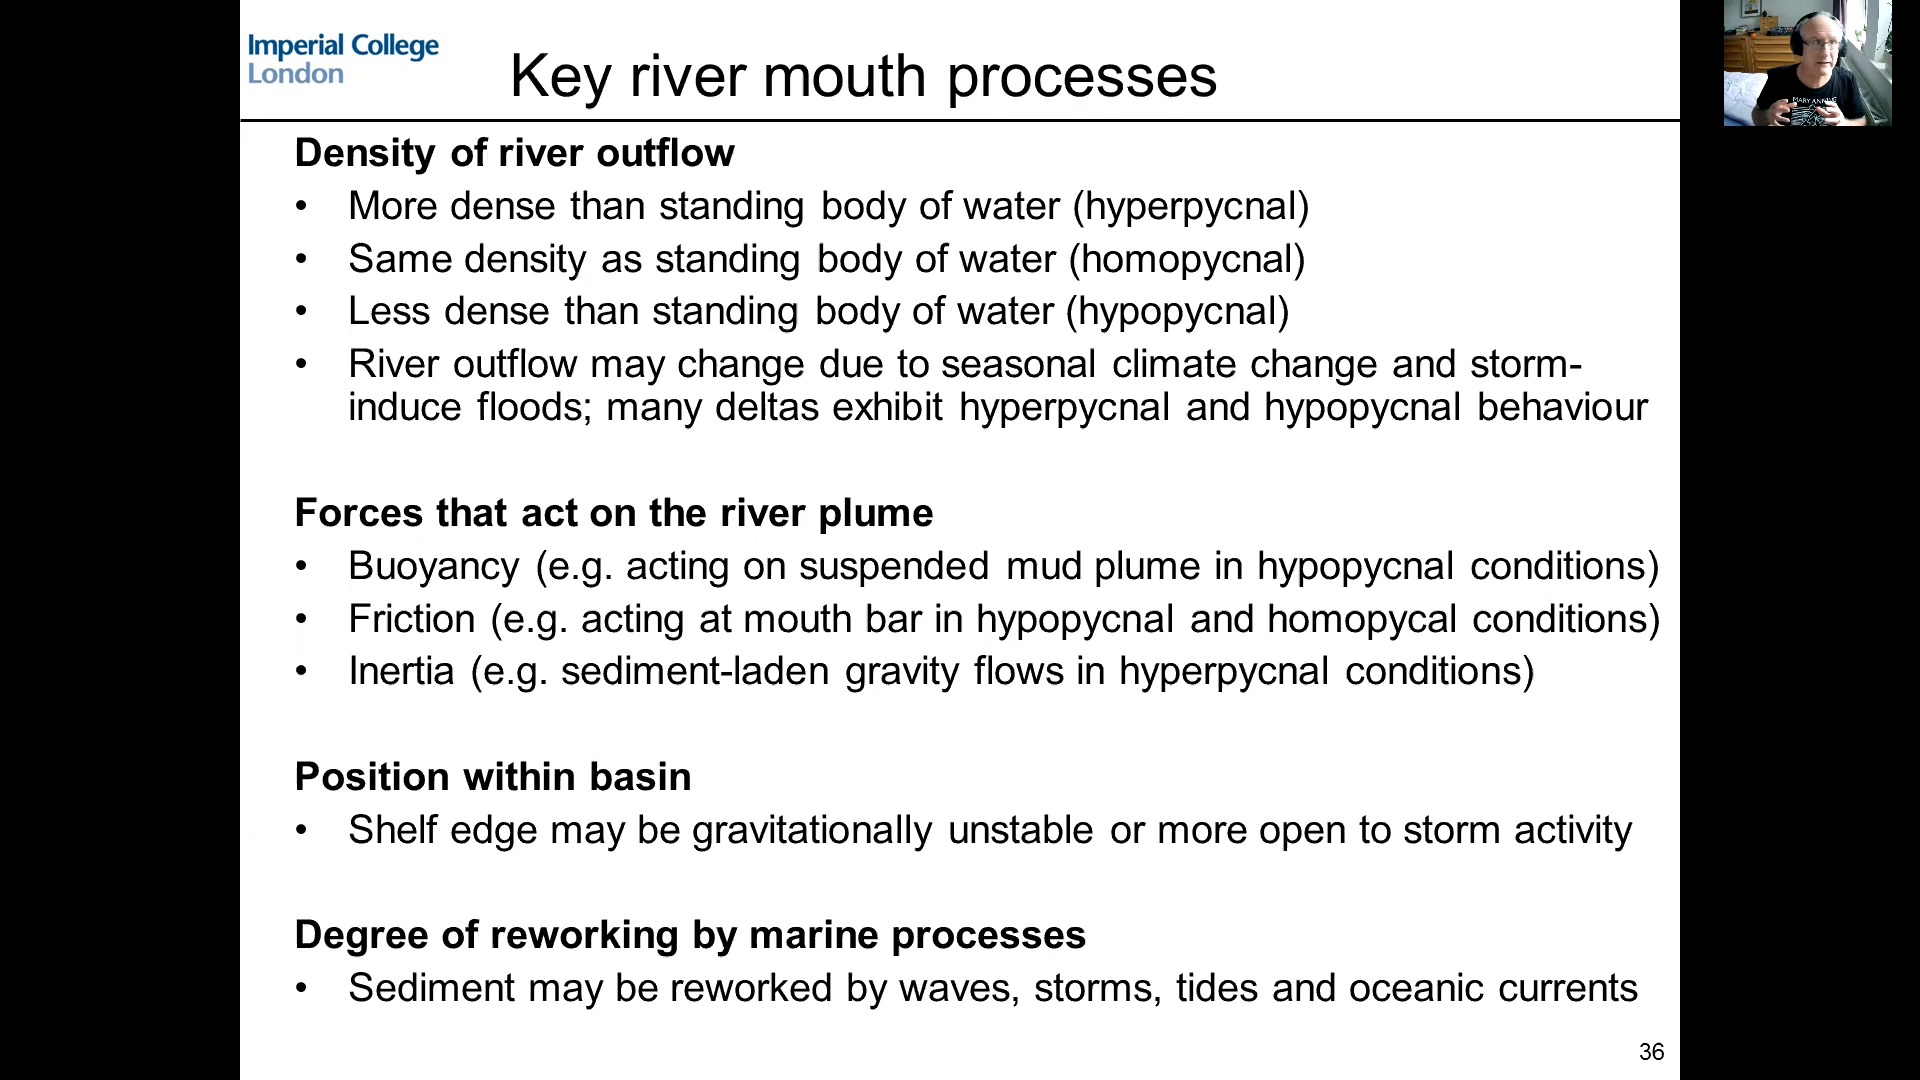 Imperial College
London
Key river mouth processes
Density of river outflow
• More dense than standing body of water (hyperpycnal)
• Same density as standing body of water (homopycnal)
• Less dense than standing body of water (hypopycnal)
• River outflow may change due to seasonal climate change and storm-
induce floods; many deltas exhibit hyperpycnal and hypopycnal behaviour
Forces that act on the river plume
• Buoyancy (e.g. acting on suspended mud plume in hypopycnal conditions)
• Friction (e.g. acting at mouth bar in hypopycnal and homopycal conditions)
• Inertia (e.g. sediment-laden gravity flows in hyperpycnal conditions)
Position within basin
• Shelf edge may be gravitationally unstable or more open to storm activity
Degree of reworking by marine processes
• Sediment may be reworked by waves, storms, tides and oceanic currents
36
MARY ANNING